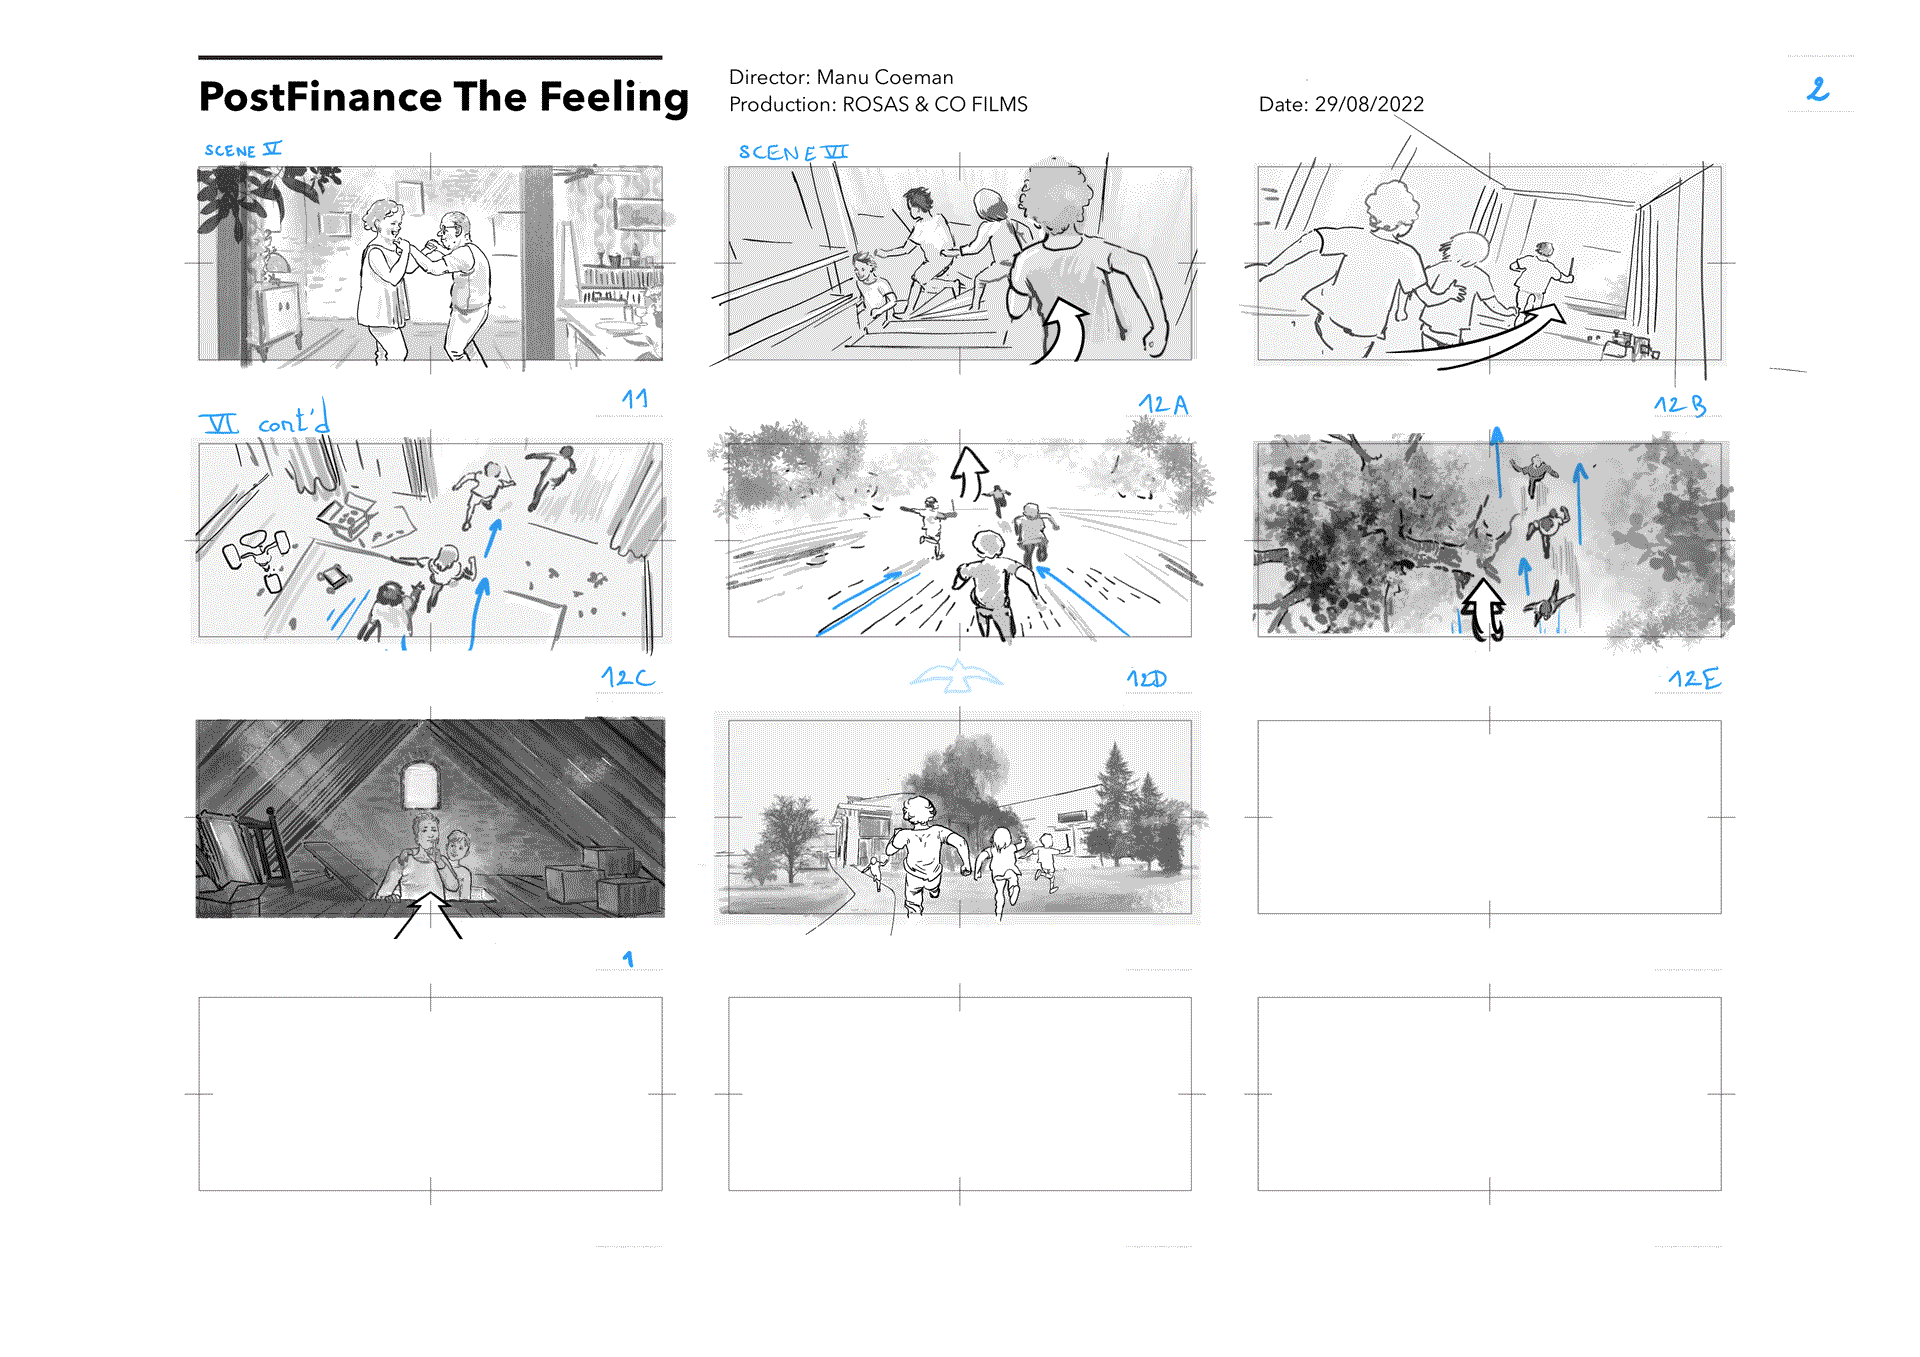 PostFinance The Feeling
Director: Manu Coeman
Production: ROSAS & CO FILMS
Date: 29/08/2022
2
SCENE V
SCENE VI
11
12A
12B
VI cont'd
12C
12D
12E
1